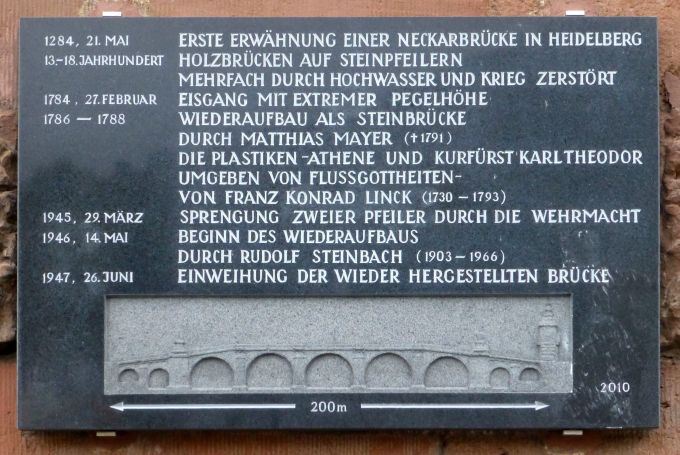 1284, 21. MAI ERSTE ERWÄHNUNG EINER NECKARBRÜCKE IN HEIDELBERG
13.-18. JAHRHUNDERT HOLZBRÜCKEN AUF STEINPFEILERN
MEHRFACH DURCH HOCHWASSER UND KRIEG ZERSTÖRT
1784, 27. FEBRUAR EISGANG MIT EXTREMER PEGELHÖHE
1786 — 1788 WIEDERAUFBAU ALS STEINBRÜCKE
DURCH MATTHIAS MAYER († 1791)
DIE PLASTIKEN - ATHENE UND KURFÜRST KARL THEODOR
UMGEBEN VON FLUSSGOTTHEITEN -
VON FRANZ KONRAD LINCK (1730 — 1793)
1945, 29. MÄRZ SPRENGUNG ZWEIER PFEILER DURCH DIE WEHRMACHT
1946, 14. MAI BEGINN DES WIEDERAUFBAUS
DURCH RUDOLF STEINBACH (1903 — 1966)
1947, 26. JUNI EINWEIHUNG DER WIEDER HERGESTELLTEN BRÜCKE
2010
200m